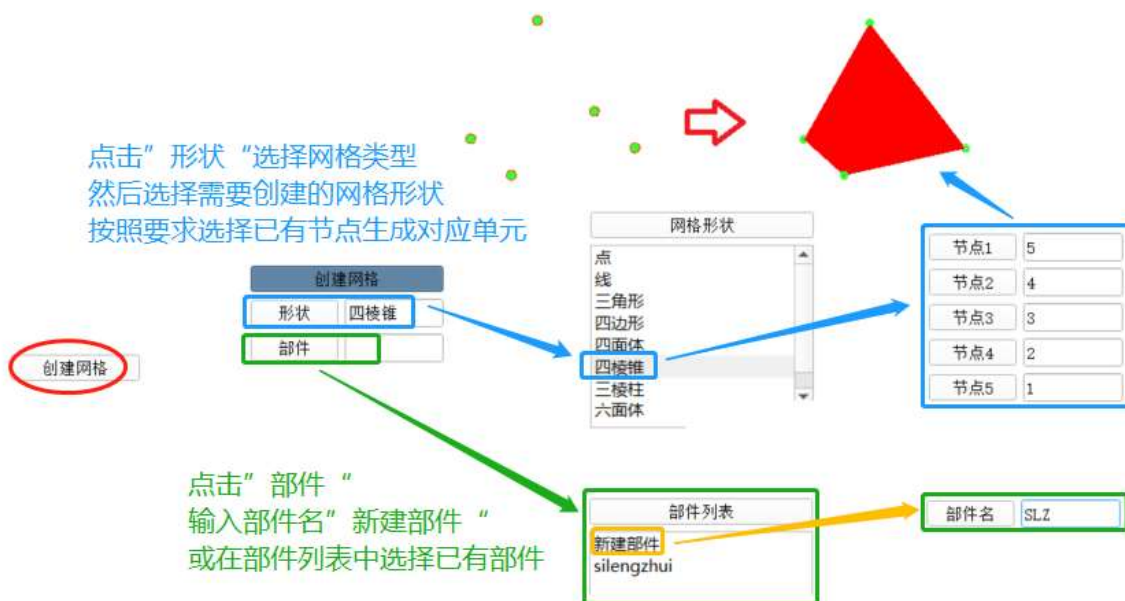 点击”形状“选择网格类型
然后选择需要创建的网格形状
按照要求选择已有节点生成对应单元
创建网格
创建网格
形状 四棱锥
部件
网格形状
点
线
三角形
四边形
四面体
四棱锥
三棱柱
六面体
节点1 5
节点2 4
节点3 3
节点4 2
节点5 1
点击”部件“
输入部件名”新建部件“
或在部件列表中选择已有部件
部件列表
新建部件
silengzhui
部件名 SLZ